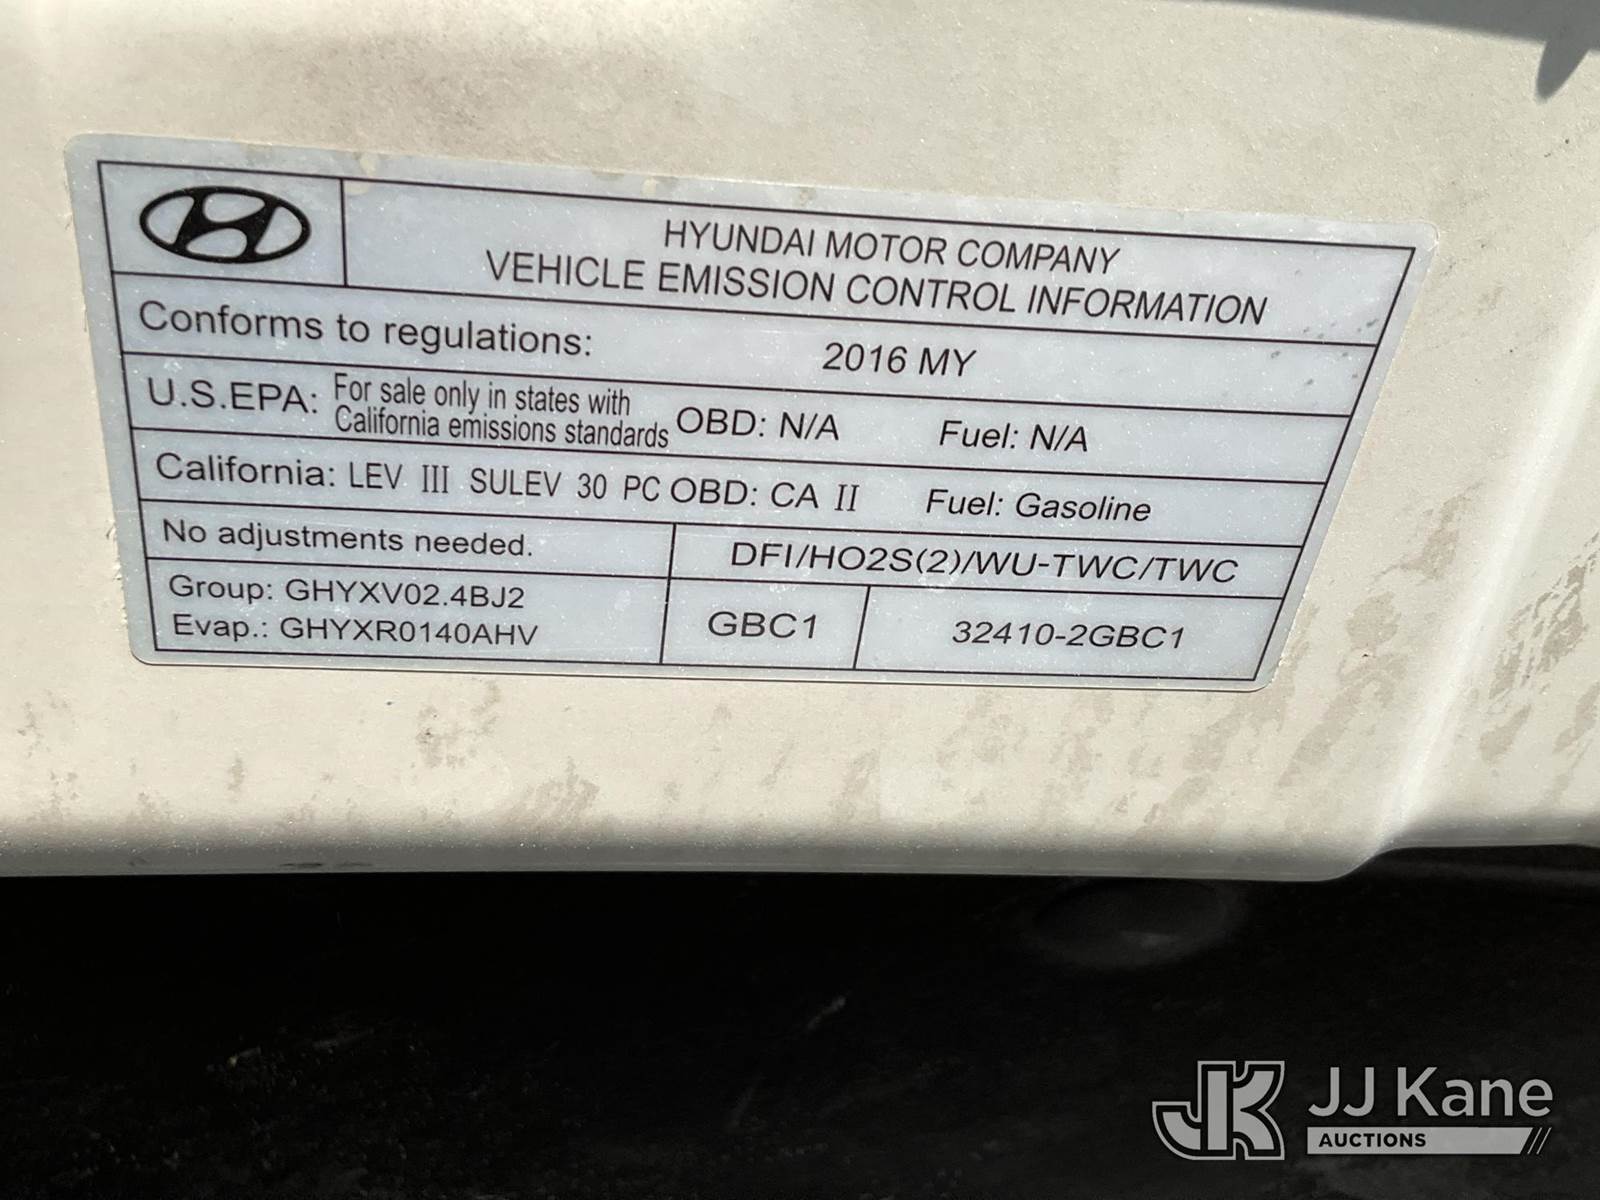 HYUNDAI MOTOR COMPANY
VEHICLE EMISSION CONTROL INFORMATION
Conforms to regulations: 2016 MY
U.S.EPA: For sale only in states with
California emissions standards OBD: N/A Fuel: N/A
California: LEV III SULEV 30 PC OBD: CA II Fuel: Gasoline
No adjustments needed. DFI/HO2S(2)/WU-TWC/TWC
Group: GHYXV02.4BJ2
Evap.: GHYXR0140AHV
GBC1 32410-2GBC1
JK JJ Kane
AUCTIONS